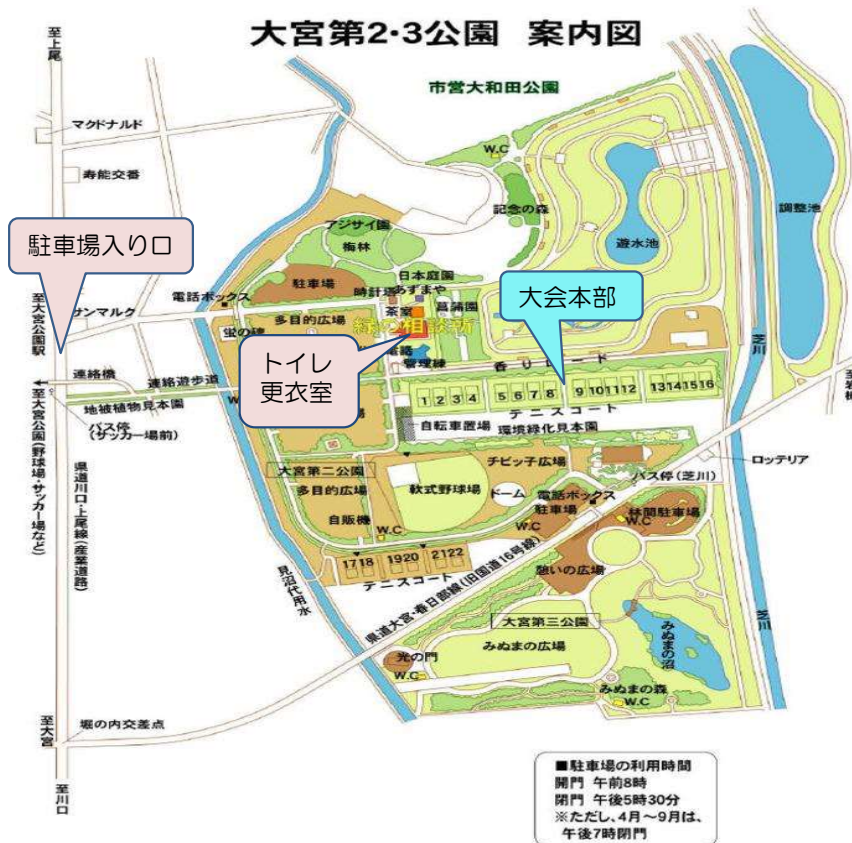 大宮第2・3公園 案内図
至上尾
市営大和田公園
マクドナルド
W.C
寿能交番
記念の森
調整池
アジサイ園
駐車場入り口
梅林
遊水池
日本庭園
駐車場
時計塔
あずまや
大会本部
至大宮公園駅
サンマルク
電話ボックス
茶室
菖蒲園
多目的広場
緑の相談所
蛍の碑
芝川
トイレ
更衣室
電話
管理棟
香りロード
連絡橋
連絡遊歩道
1 2 3 4
5 6 7 8
9 10 11 12
13 14 15 16
地被植物見本園
テニスコート
至大宮公園(野球場・サッカー場など)
バス停
(サッカー場前)
自転車置場
環境緑化見本園
ロッテリア
大宮第二公園
チビッ子広場
バス停(芝川)
県道川口・上尾線(産業道路)
多目的広場
軟式野球場
ドーム
電話ボックス
駐車場
林間駐車場
自販機
W.C
W.C
17 18
19 20
21 22
憩いの広場
テニスコート
見沼代用水
県道大宮・春日部線(旧国道16号線)
大宮第三公園
芝川
みぬまの広場
みぬまの沼
光の門
W.C
みぬまの森
W.C
至大宮
堀の内交差点
至川口
■駐車場の利用時間
開門 午前8時
閉門 午後5時30分
※ただし、4月～9月は、
午後7時閉門